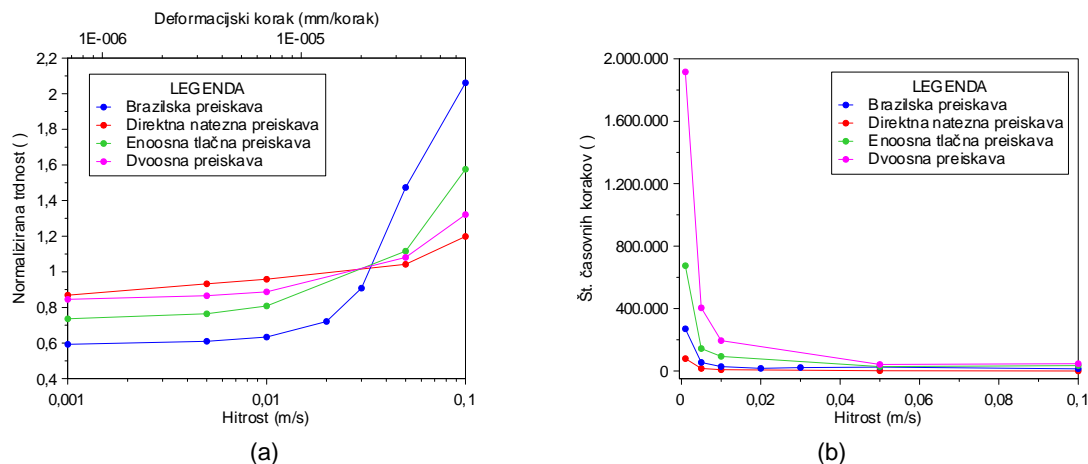 Deformacijski korak (mm/korak)
1E-006 1E-005
2,2
2
1,8
1,6
1,4
1,2
1
0,8
0,6
0,4
Normalizirana trdnost ( )
LEGENDA
Brazilska preiskava
Direktna natezna preiskava
Enoosna tlačna preiskava
Dvoosna preiskava
0,001 0,01 0,1
Hitrost (m/s)
(a)
2.000.000
1.600.000
1.200.000
800.000
400.000
0
Št. časovnih korakov ( )
LEGENDA
Brazilska preiskava
Direktna natezna preiskava
Enoosna tlačna preiskava
Dvoosna preiskava
0 0,02 0,04 0,06 0,08 0,1
Hitrost (m/s)
(b)